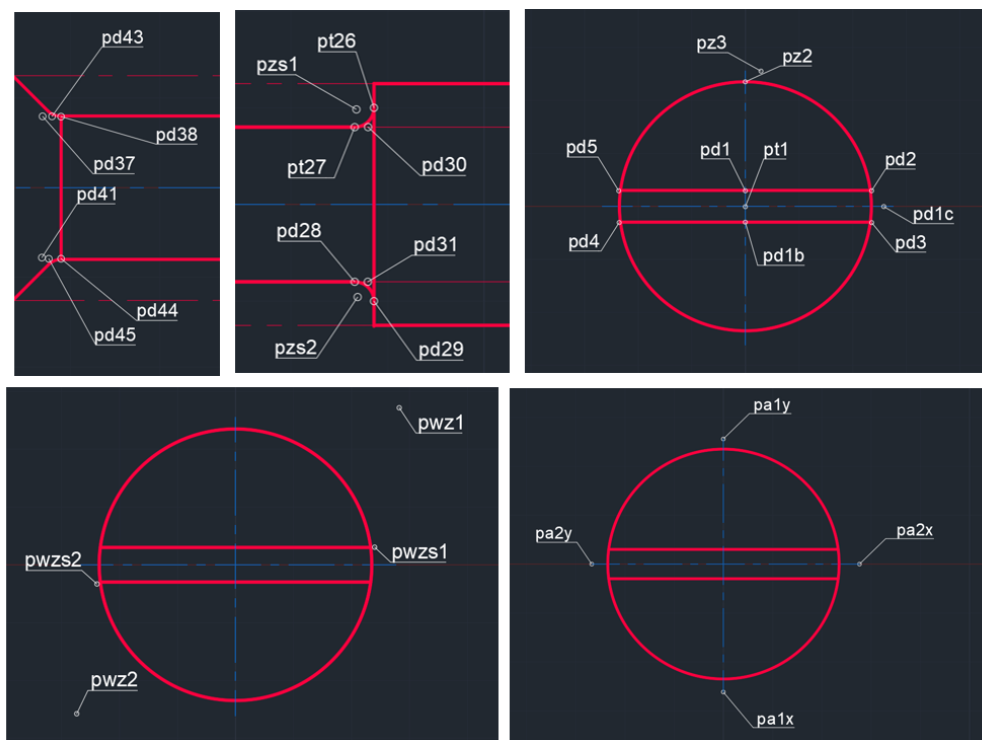 pd43
pd38
pd37
pd41
pd44
pd45
pt26
pzs1
pt27
pd30
pd28
pd31
pzs2
pd29
pz3
pz2
pd5
pd1
pt1
pd2
pd1c
pd4
pd1b
pd3
pwz1
pwzs2
pwzs1
pwz2
pa1y
pa2y
pa2x
pa1x